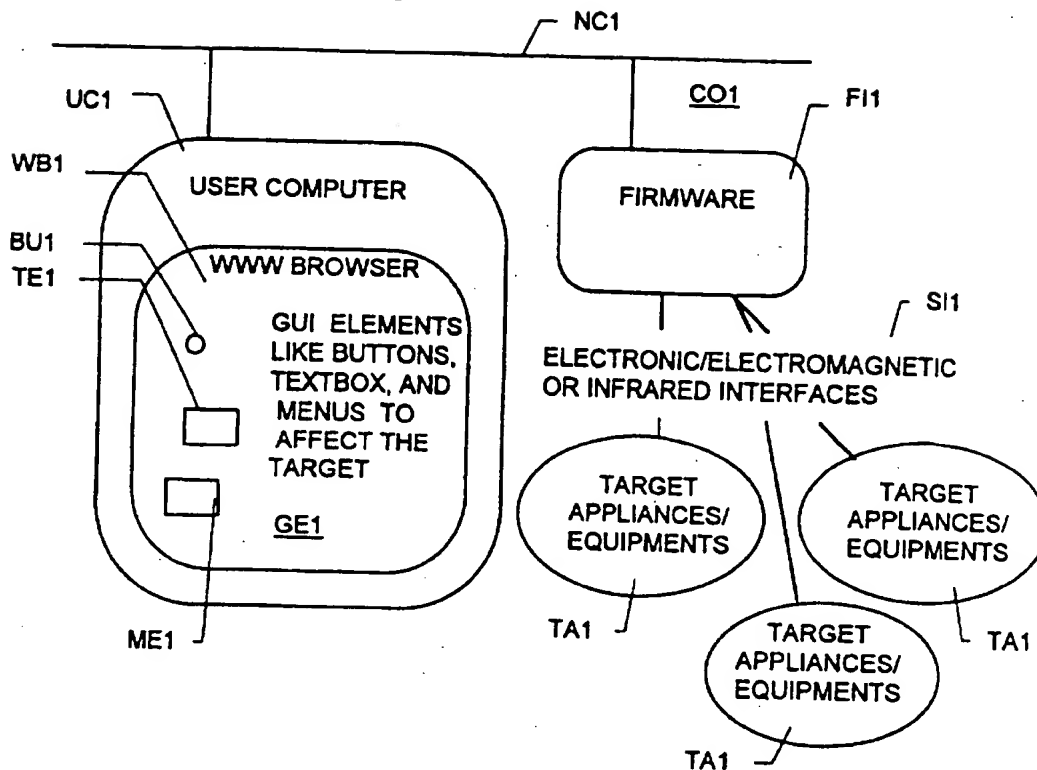 NC1
UC1
CO1
FI1
WB1
USER COMPUTER
FIRMWARE
BU1
TE1
WWW BROWSER
GUI ELEMENTS
LIKE BUTTONS,
TEXTBOX, AND
MENUS TO
AFFECT THE
TARGET
GE1
ME1
SI1
ELECTRONIC/ELECTROMAGNETIC
OR INFRARED INTERFACES
TARGET
APPLIANCES/
EQUIPMENTS
TA1
TARGET
APPLIANCES/
EQUIPMENTS
TA1
TARGET
APPLIANCES/
EQUIPMENTS
TA1